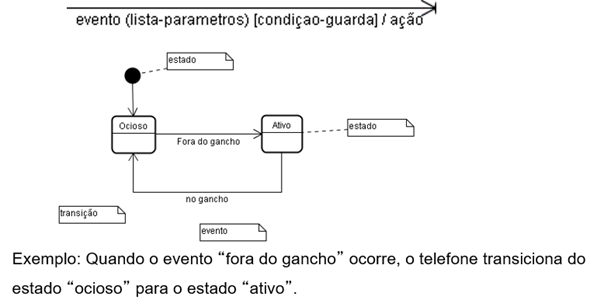 evento (lista-parametros) [condiçao-guarda] / ação
estado
Ocioso
Fora do gancho
Ativo
estado
no gancho
transição
evento
Exemplo: Quando o evento “fora do gancho” ocorre, o telefone transiciona do
estado “ocioso” para o estado “ativo”.